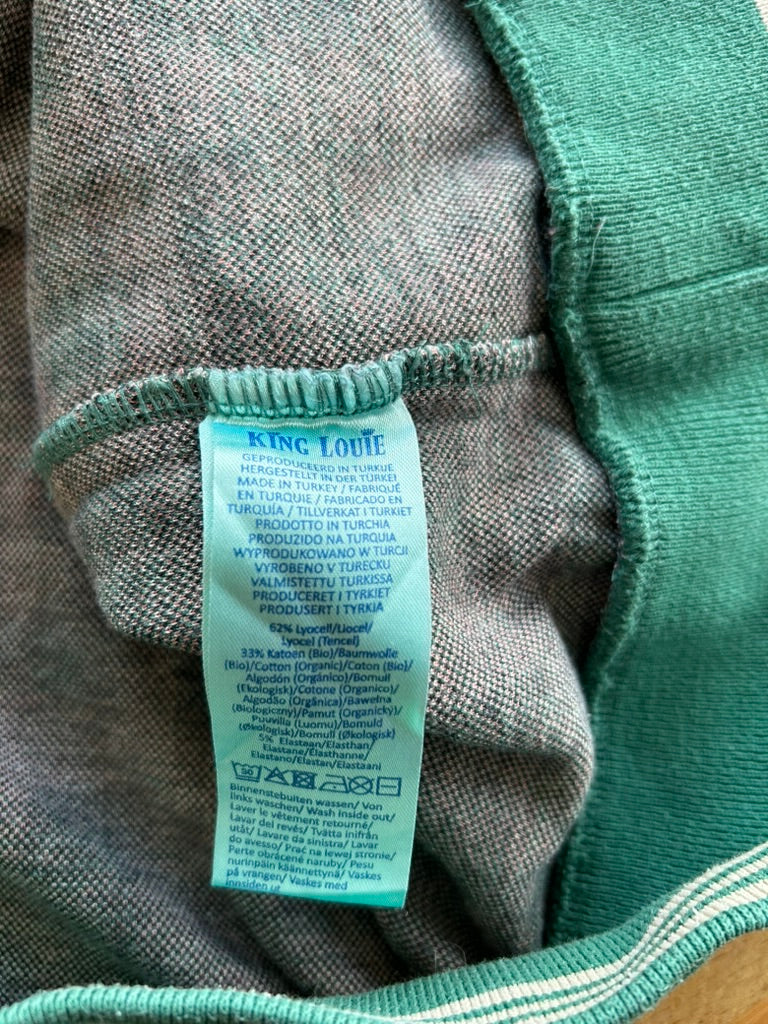 KING LOUIE
GEPRODUCEERD IN TURKIJE
HERGESTELLT IN DER TÜRKEI
MADE IN TURKEY / FABRIQUÉ
EN TURQUIE / FABRICADO EN
TURQUÍA / TILLVERKAT I TURKIET
PRODOTTO IN TURCHIA
PRODUZIDO NA TURQUIA
WYPRODUKOWANO W TURCJI
VYROBENO V TURECKU
VALMISTETTU TURKISSA
PRODUCERET I TYRKIET
PRODUSERT I TYRKIA
62% Lyocell/Liocel/
Lyocel (Tencel)
33% Katoen (Bio)/Baumwolle
(Bio)/Cotton (Organic)/Coton (Bio)/
Algodón (Orgánico)/Bomull
(Ekologisk)/Cotone (Organico)/
Algodão (Orgânica)/Bawełna
(Biologiczny)/Pamut (Organický)/
Puuvilla (Luomu)/Bomuld
(Økologisk)/Bomull (Økologisk)
5% Elastaan/Elasthan/
Elastane/Elasthanne/
Elastano/Elastan/Elastaani
30
Binnenstebuiten wassen/ Von
links waschen/ Wash inside out/
Laver le vêtement retourné/
Lavar del revés/ Tvätta inifrån
utåt/ Lavare da sinistra/ Lavar
do avesso/ Prać na lewej stronie/
Perte obrácené naruby/ Pesu
nurinpäin käännettynä/ Vaskes
på vrangen/ Vaskes med
innsiden ut